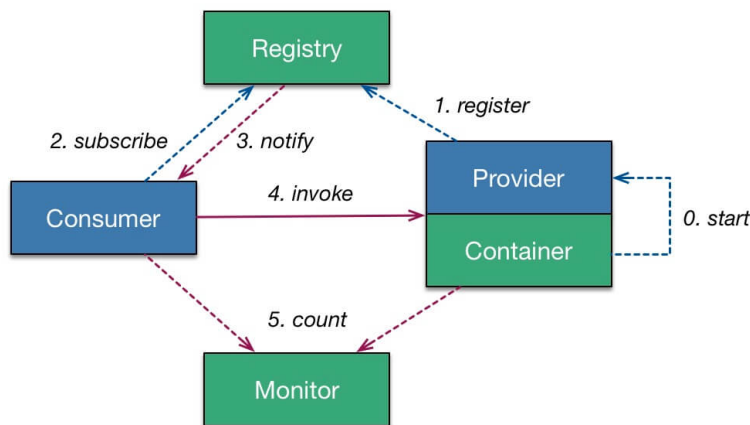 Registry
1. register
2. subscribe
3. notify
Provider
Consumer
4. invoke
0. start
Container
5. count
Monitor